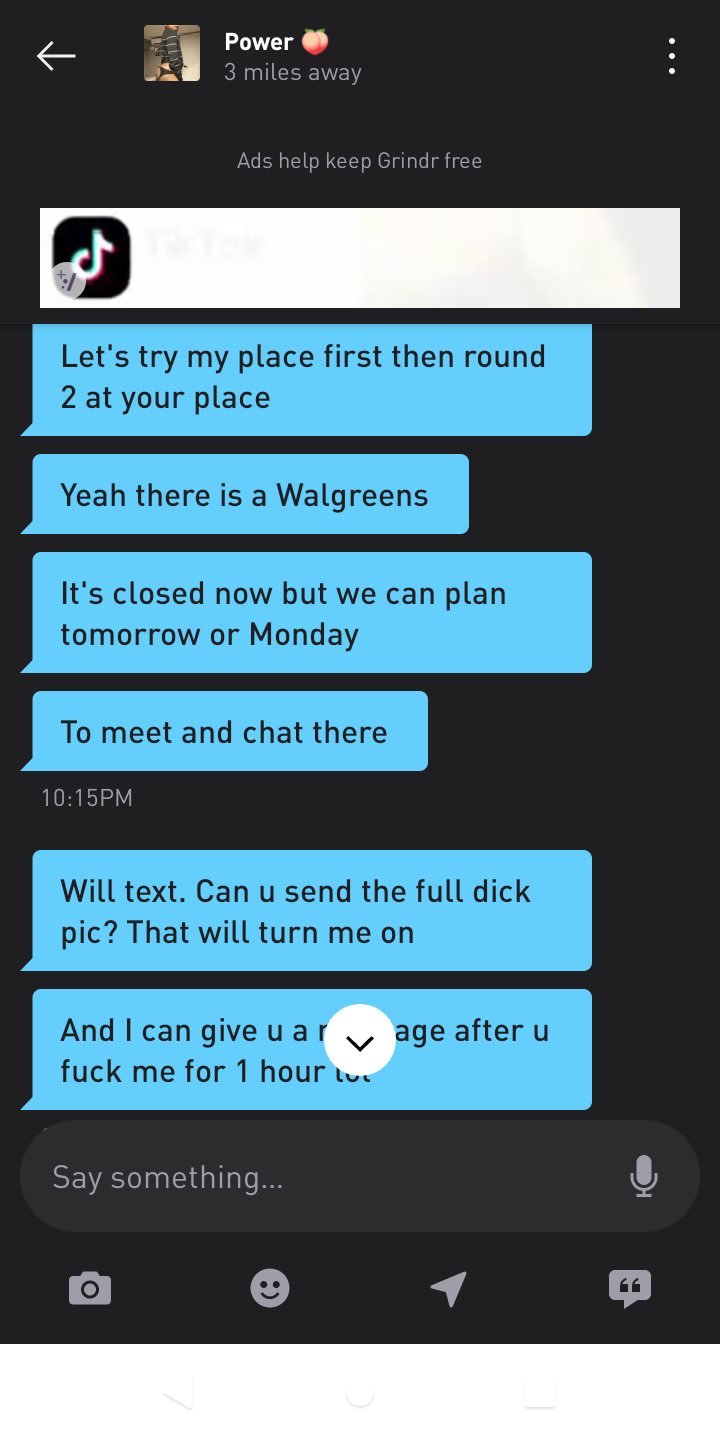 Power 🍑
3 miles away
Ads help keep Grindr free
TikTok
Let's try my place first then round
2 at your place
Yeah there is a Walgreens
It's closed now but we can plan
tomorrow or Monday
To meet and chat there
10:15PM
Will text. Can u send the full dick
pic? That will turn me on
And I can give u a after u
fuck me for 1 hour lol
Say something...